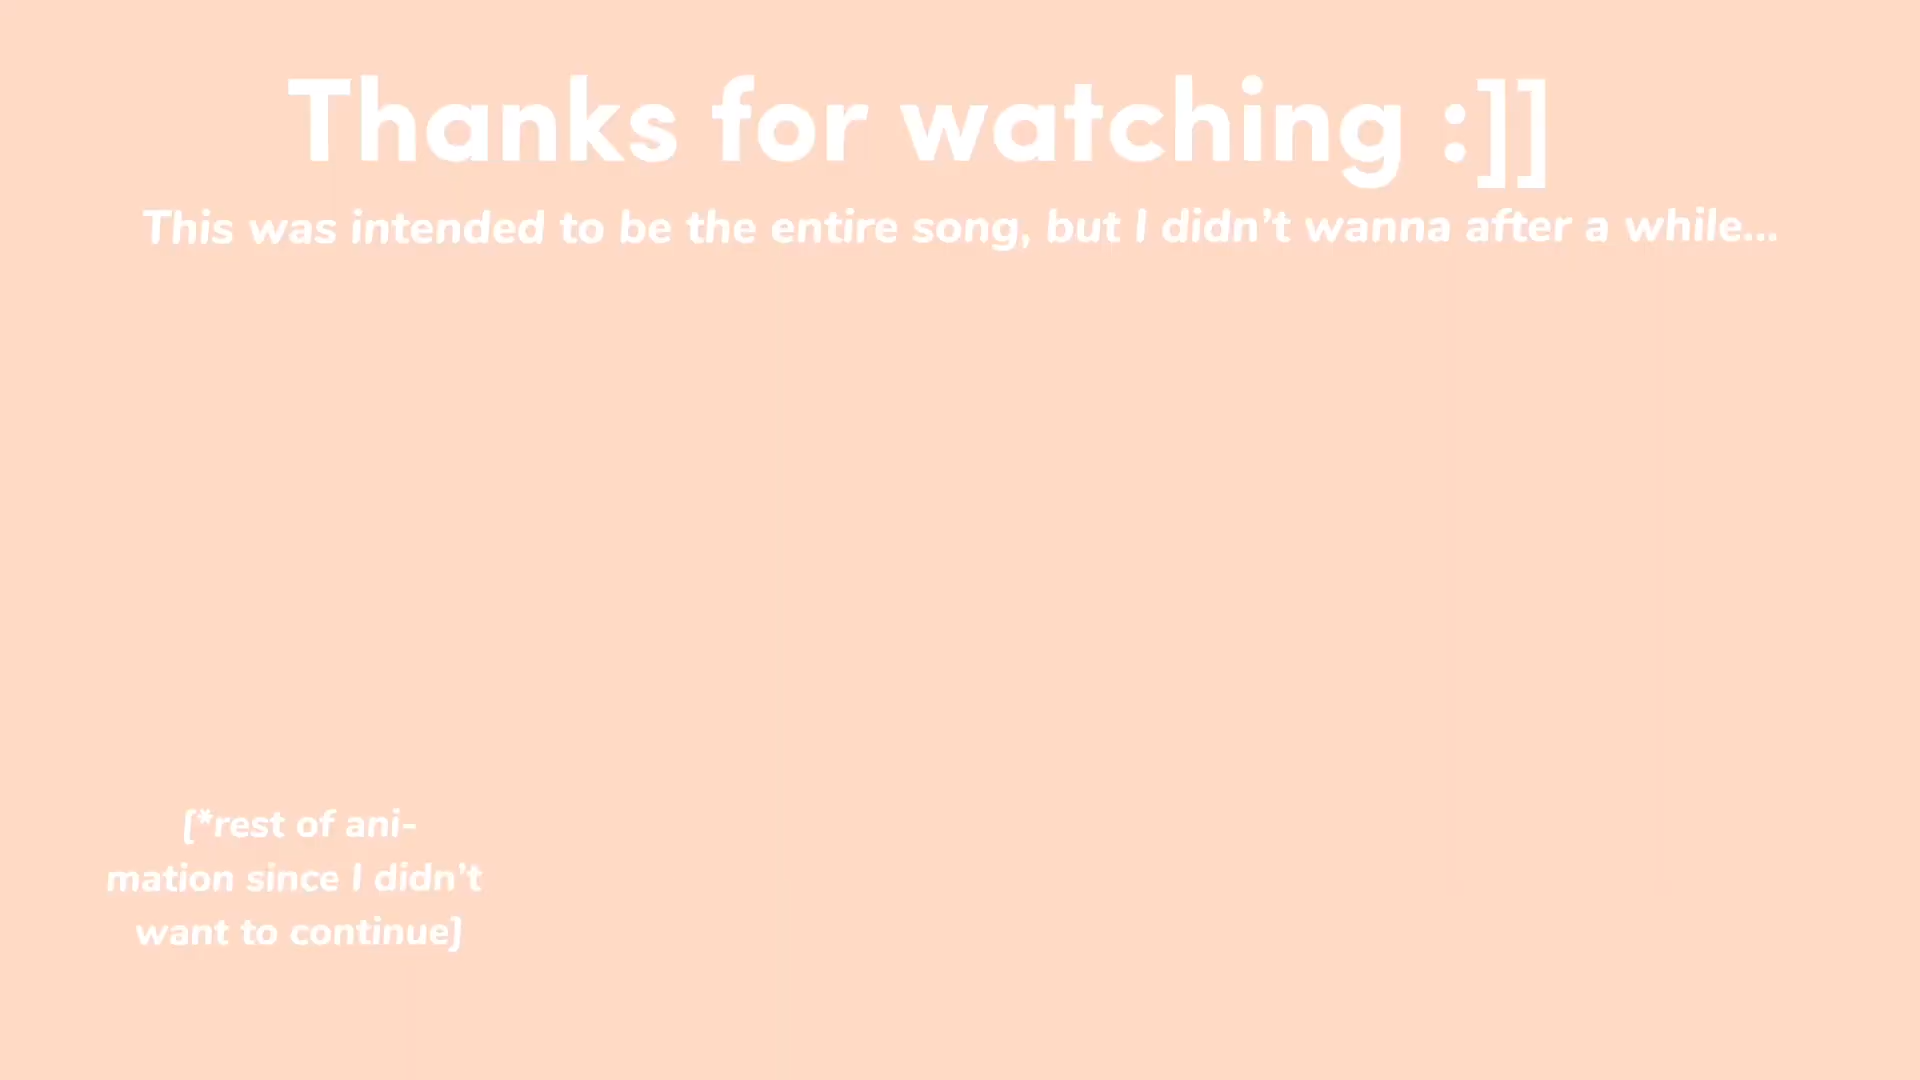 Thanks for watching :]]
This was intended to be the entire song, but I didn’t wanna after a while...
[*rest of ani-
mation since I didn’t
want to continue]